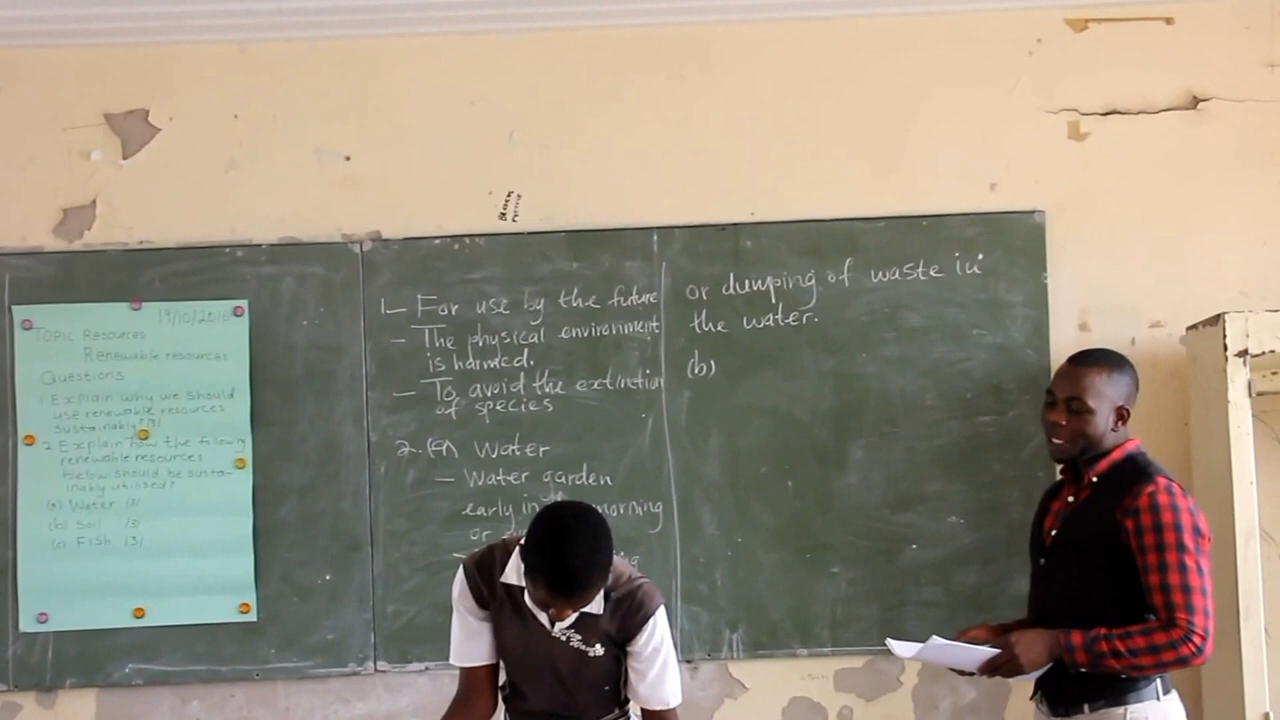 19/10/2016
TOPIC Resources
Renewable resources
Questions
1 Explain why we should
use renewable resources
sustainably? /3/
2 Explain how the following
renewable resources
below should be susta-
inably utilised?
(a) Water /3/
(b) Soil /3/
(c) Fish /3/
1- For use by the future
- The physical environment
is harmed.
- To avoid the extinction
of species
2. (a) Water
- Water garden
early in morning
or
or dumping of waste in
the water.
(b)